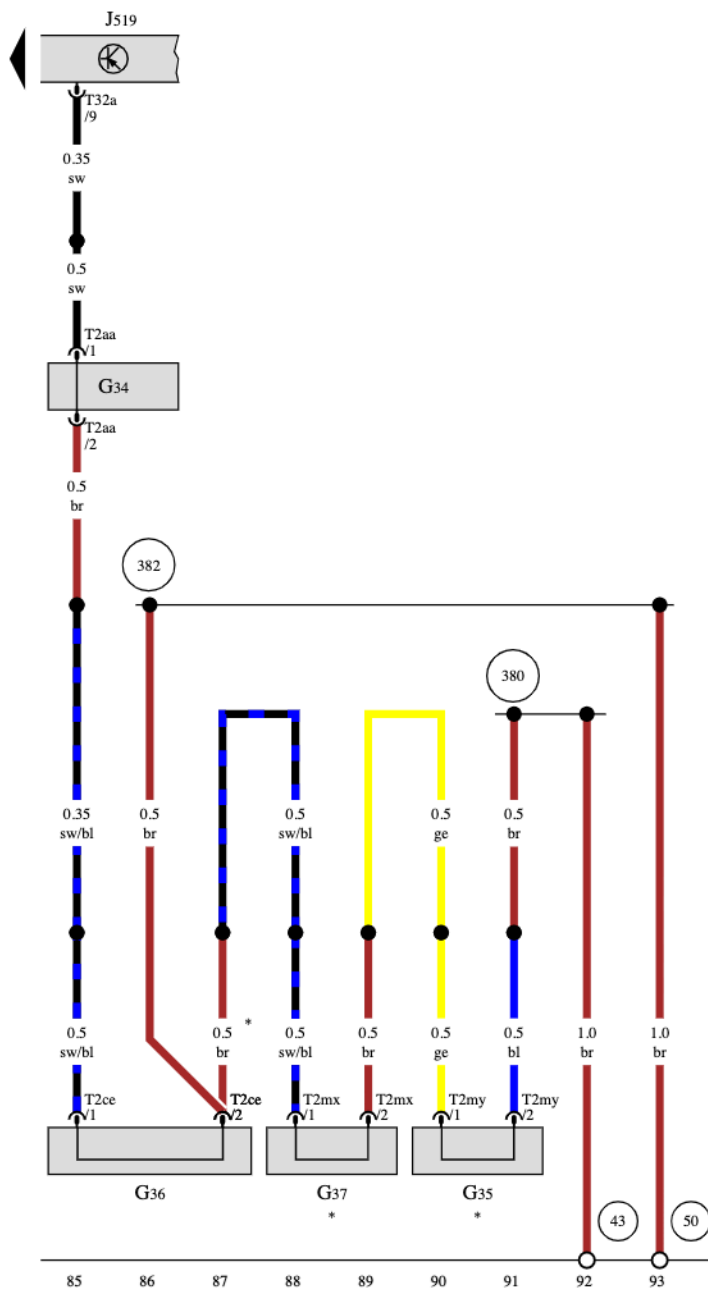 J519
T32a
/9
0.35
sw
0.5
sw
T2aa
/1
G34
T2aa
/2
0.5
br
382
380
0.35
sw/bl
0.5
br
0.5
sw/bl
0.5
ge
0.5
br
*
0.5
sw/bl
0.5
br
0.5
sw/bl
0.5
br
0.5
ge
0.5
bl
1.0
br
1.0
br
T2ce
/1
T2ce
/2
T2mx
/1
T2mx
/2
T2my
/1
T2my
/2
G36
G37
*
G35
*
43
50
85 86 87 88 89 90 91 92 93